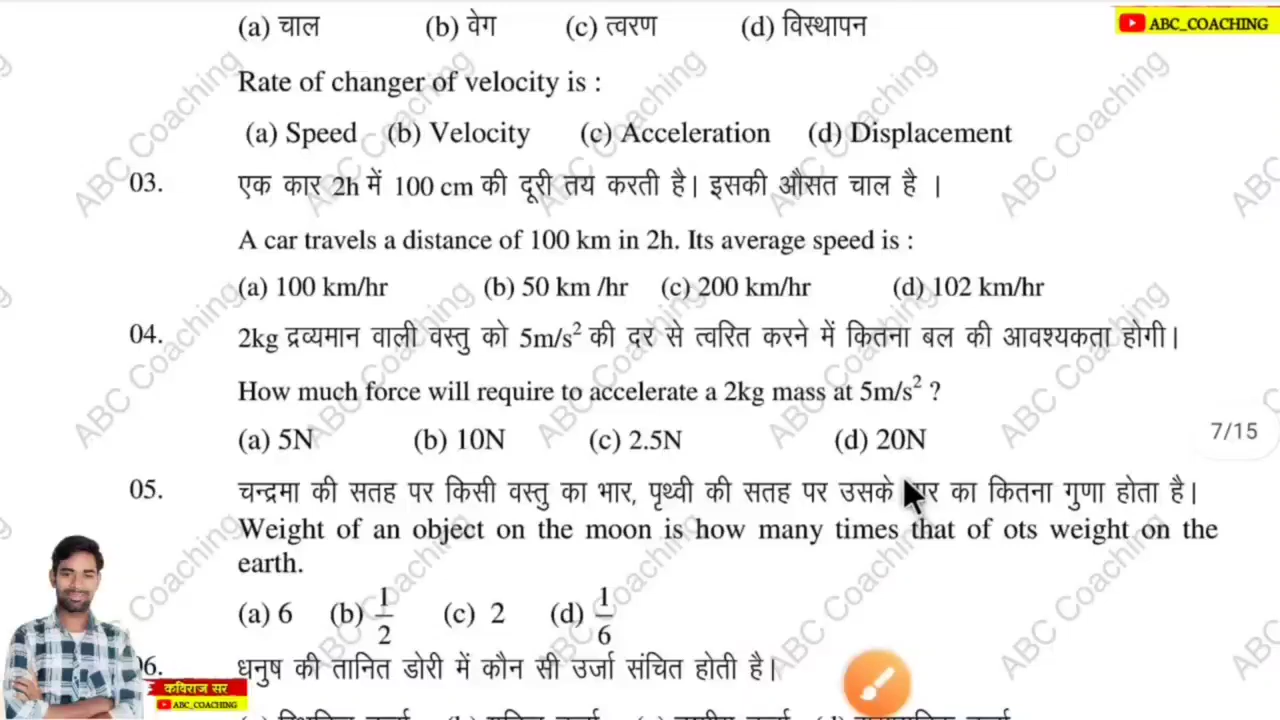 (a) चाल (b) वेग (c) त्वरण (d) विस्थापन
ABC_COACHING
Rate of changer of velocity is :
(a) Speed (b) Velocity (c) Acceleration (d) Displacement
03. एक कार 2h में 100 cm की दूरी तय करती है। इसकी औसत चाल है ।
A car travels a distance of 100 km in 2h. Its average speed is :
(a) 100 km/hr (b) 50 km /hr (c) 200 km/hr (d) 102 km/hr
04. 2kg द्रव्यमान वाली वस्तु को 5m/s² की दर से त्वरित करने में कितना बल की आवश्यकता होगी।
How much force will require to accelerate a 2kg mass at 5m/s² ?
(a) 5N (b) 10N (c) 2.5N (d) 20N
7/15
05. चन्द्रमा की सतह पर किसी वस्तु का भार, पृथ्वी की सतह पर उसके का कितना गुणा होता है।
Weight of an object on the moon is how many times that of ots weight on the
earth.
(a) 6 (b) 1/2 (c) 2 (d) 1/6
06. धनुष की तानित डोरी में कौन सी उर्जा संचित होती है।
कविराज सर
ABC_COACHING
ABC Coaching